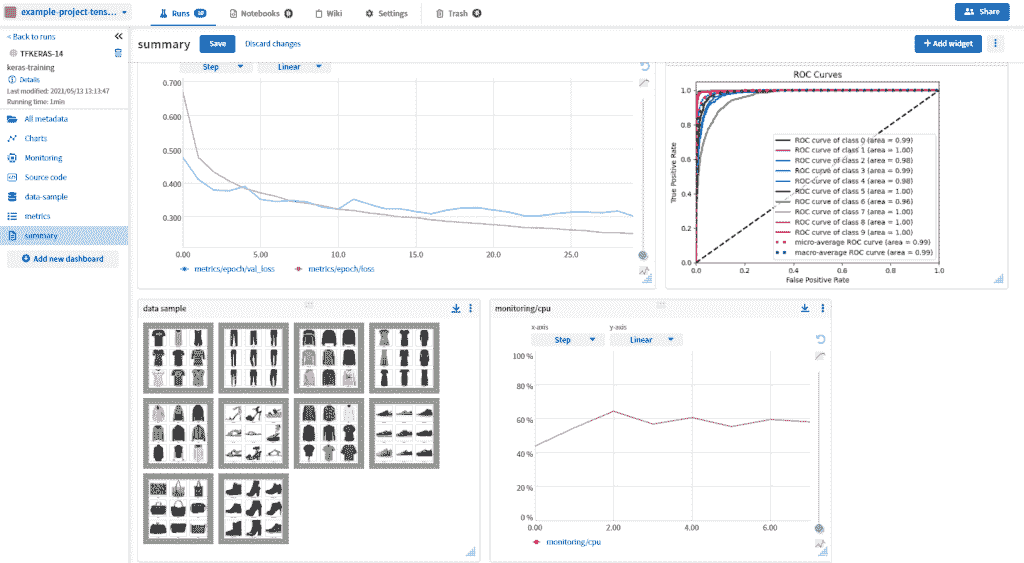 example-project-tens...
Runs
Notebooks
Wiki
Settings
Trash
Share
< Back to runs
TFKERAS-14
keras-training
Details
Last modified: 2021/05/13 13:13:47
Running time: 1min
All metadata
Charts
Monitoring
Source code
data-sample
metrics
summary
Add new dashboard
summary
Save
Discard changes
+ Add widget
Step
Linear
0.700
0.600
0.500
0.400
0.300
0.00
5.00
10.0
15.0
20.0
25.0
metrics/epoch/val_loss
metrics/epoch/loss
ROC Curves
True Positive Rate
1.0
0.8
0.6
0.4
0.2
0.0
0.0
0.2
0.4
0.6
0.8
1.0
False Positive Rate
ROC curve of class 0 (area = 0.99)
ROC curve of class 1 (area = 1.00)
ROC curve of class 2 (area = 0.98)
ROC curve of class 3 (area = 0.99)
ROC curve of class 4 (area = 0.98)
ROC curve of class 5 (area = 1.00)
ROC curve of class 6 (area = 0.96)
ROC curve of class 7 (area = 1.00)
ROC curve of class 8 (area = 1.00)
ROC curve of class 9 (area = 1.00)
micro-average ROC curve (area = 0.99)
macro-average ROC curve (area = 0.99)
data sample
monitoring/cpu
x-axis
y-axis
Step
Linear
100 %
80 %
60 %
40 %
20 %
0 %
0.00
2.00
4.00
6.00
monitoring/cpu